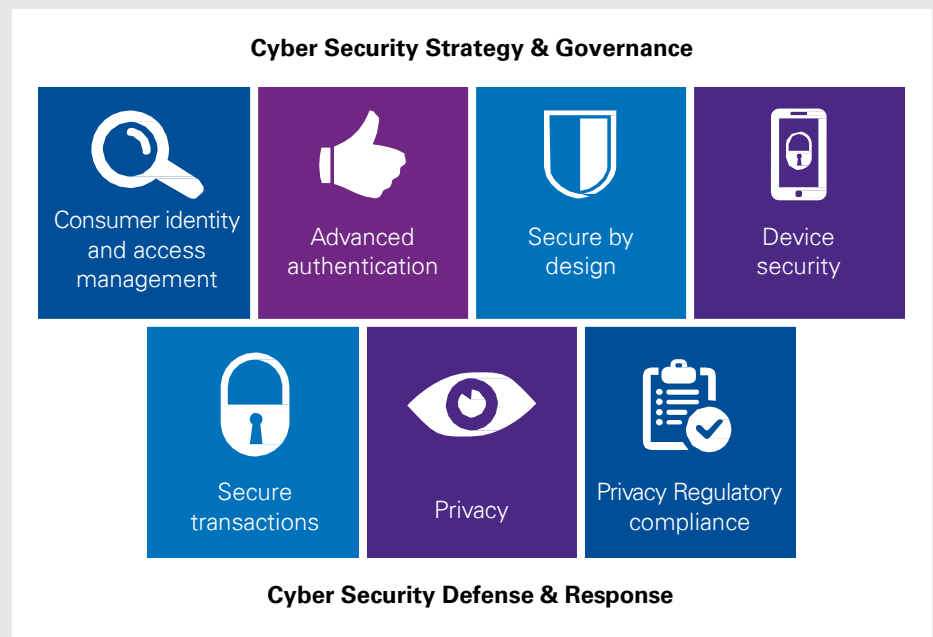 Cyber Security Strategy & Governance
Consumer identity
and access
management
Advanced
authentication
Secure by
design
Device
security
Secure
transactions
Privacy
Privacy Regulatory
compliance
Cyber Security Defense & Response